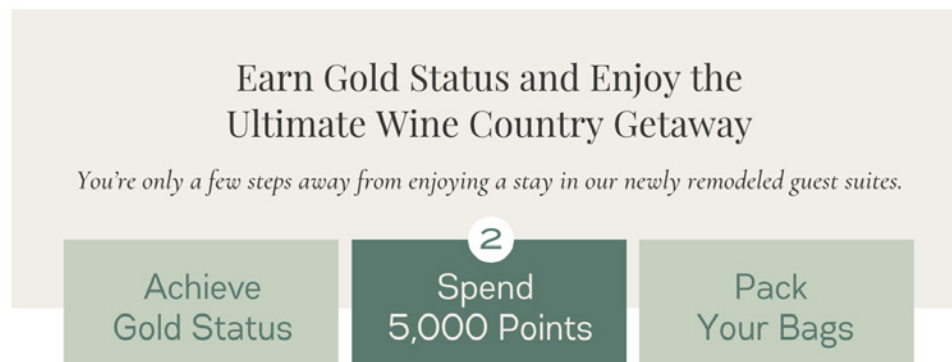 Earn Gold Status and Enjoy the
Ultimate Wine Country Getaway
You're only a few steps away from enjoying a stay in our newly remodeled guest suites.
Achieve
Gold Status
2
Spend
5,000 Points
Pack
Your Bags